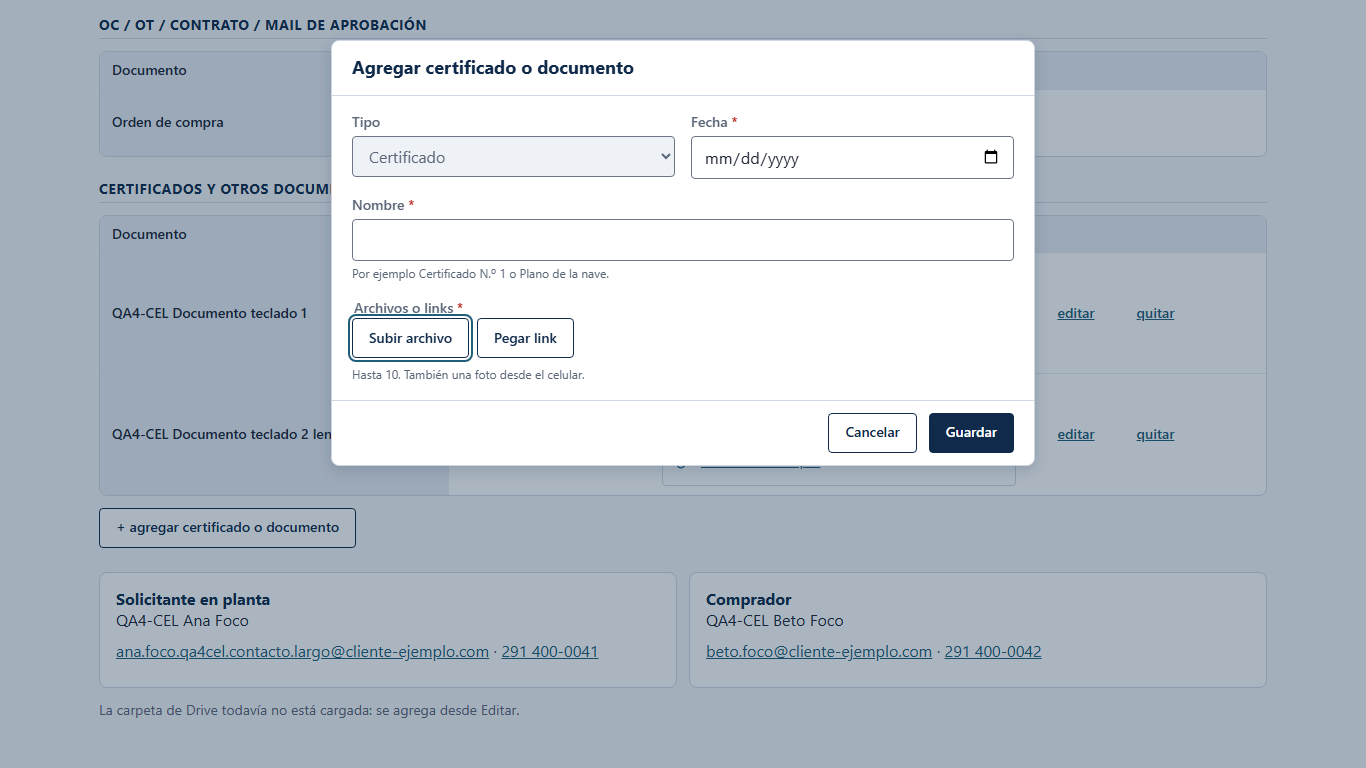 OC / OT / CONTRATO / MAIL DE APROBACIÓN
Documento
Orden de compra
CERTIFICADOS Y OTROS DOCUM
Documento
QA4-CEL Documento teclado 1
editar quitar
QA4-CEL Documento teclado 2 len
editar quitar
+ agregar certificado o documento
Agregar certificado o documento
Tipo
Certificado
Fecha *
mm/dd/yyyy
Nombre *
Por ejemplo Certificado N.º 1 o Plano de la nave.
Archivos o links *
Subir archivo
Pegar link
Hasta 10. También una foto desde el celular.
Cancelar
Guardar
Solicitante en planta
QA4-CEL Ana Foco
ana.foco.qa4cel.contacto.largo@cliente-ejemplo.com · 291 400-0041
Comprador
QA4-CEL Beto Foco
beto.foco@cliente-ejemplo.com · 291 400-0042
La carpeta de Drive todavía no está cargada: se agrega desde Editar.